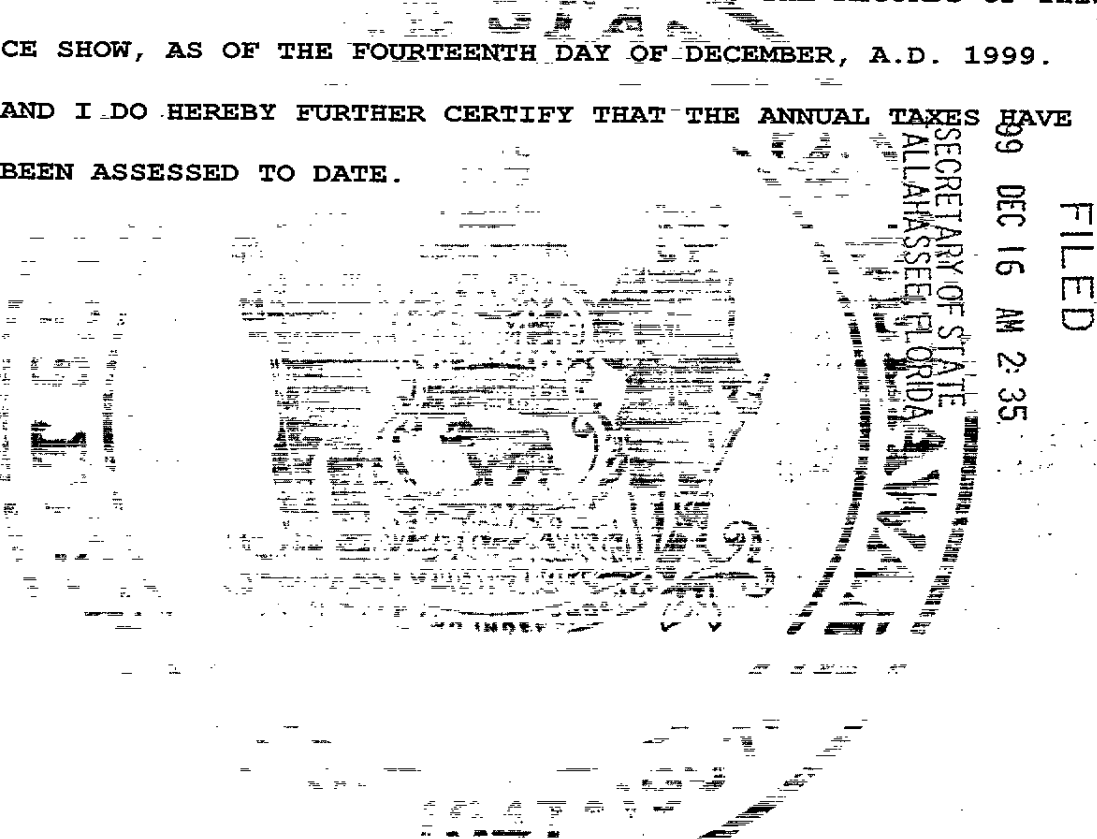 CE SHOW, AS OF THE FOURTEENTH DAY OF DECEMBER, A.D. 1999.
AND I DO HEREBY FURTHER CERTIFY THAT THE ANNUAL TAXES HAVE
BEEN ASSESSED TO DATE.
FILED
99 DEC 16 AM 2:35
SECRETARY OF STATE
ALLAHASSEE, FLORIDA